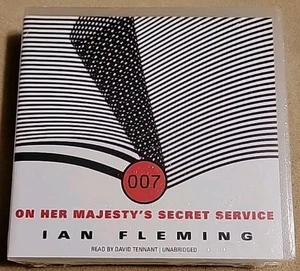 007
ON HER MAJESTY'S SECRET SERVICE
IAN FLEMING
READ BY DAVID TENNANT | UNABRIDGED